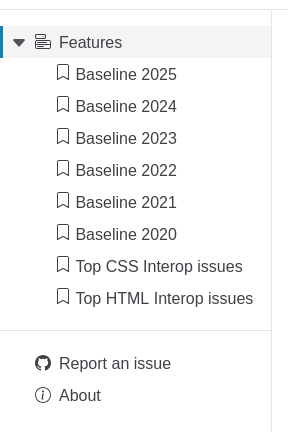 Features
Baseline 2025
Baseline 2024
Baseline 2023
Baseline 2022
Baseline 2021
Baseline 2020
Top CSS Interop issues
Top HTML Interop issues
Report an issue
About